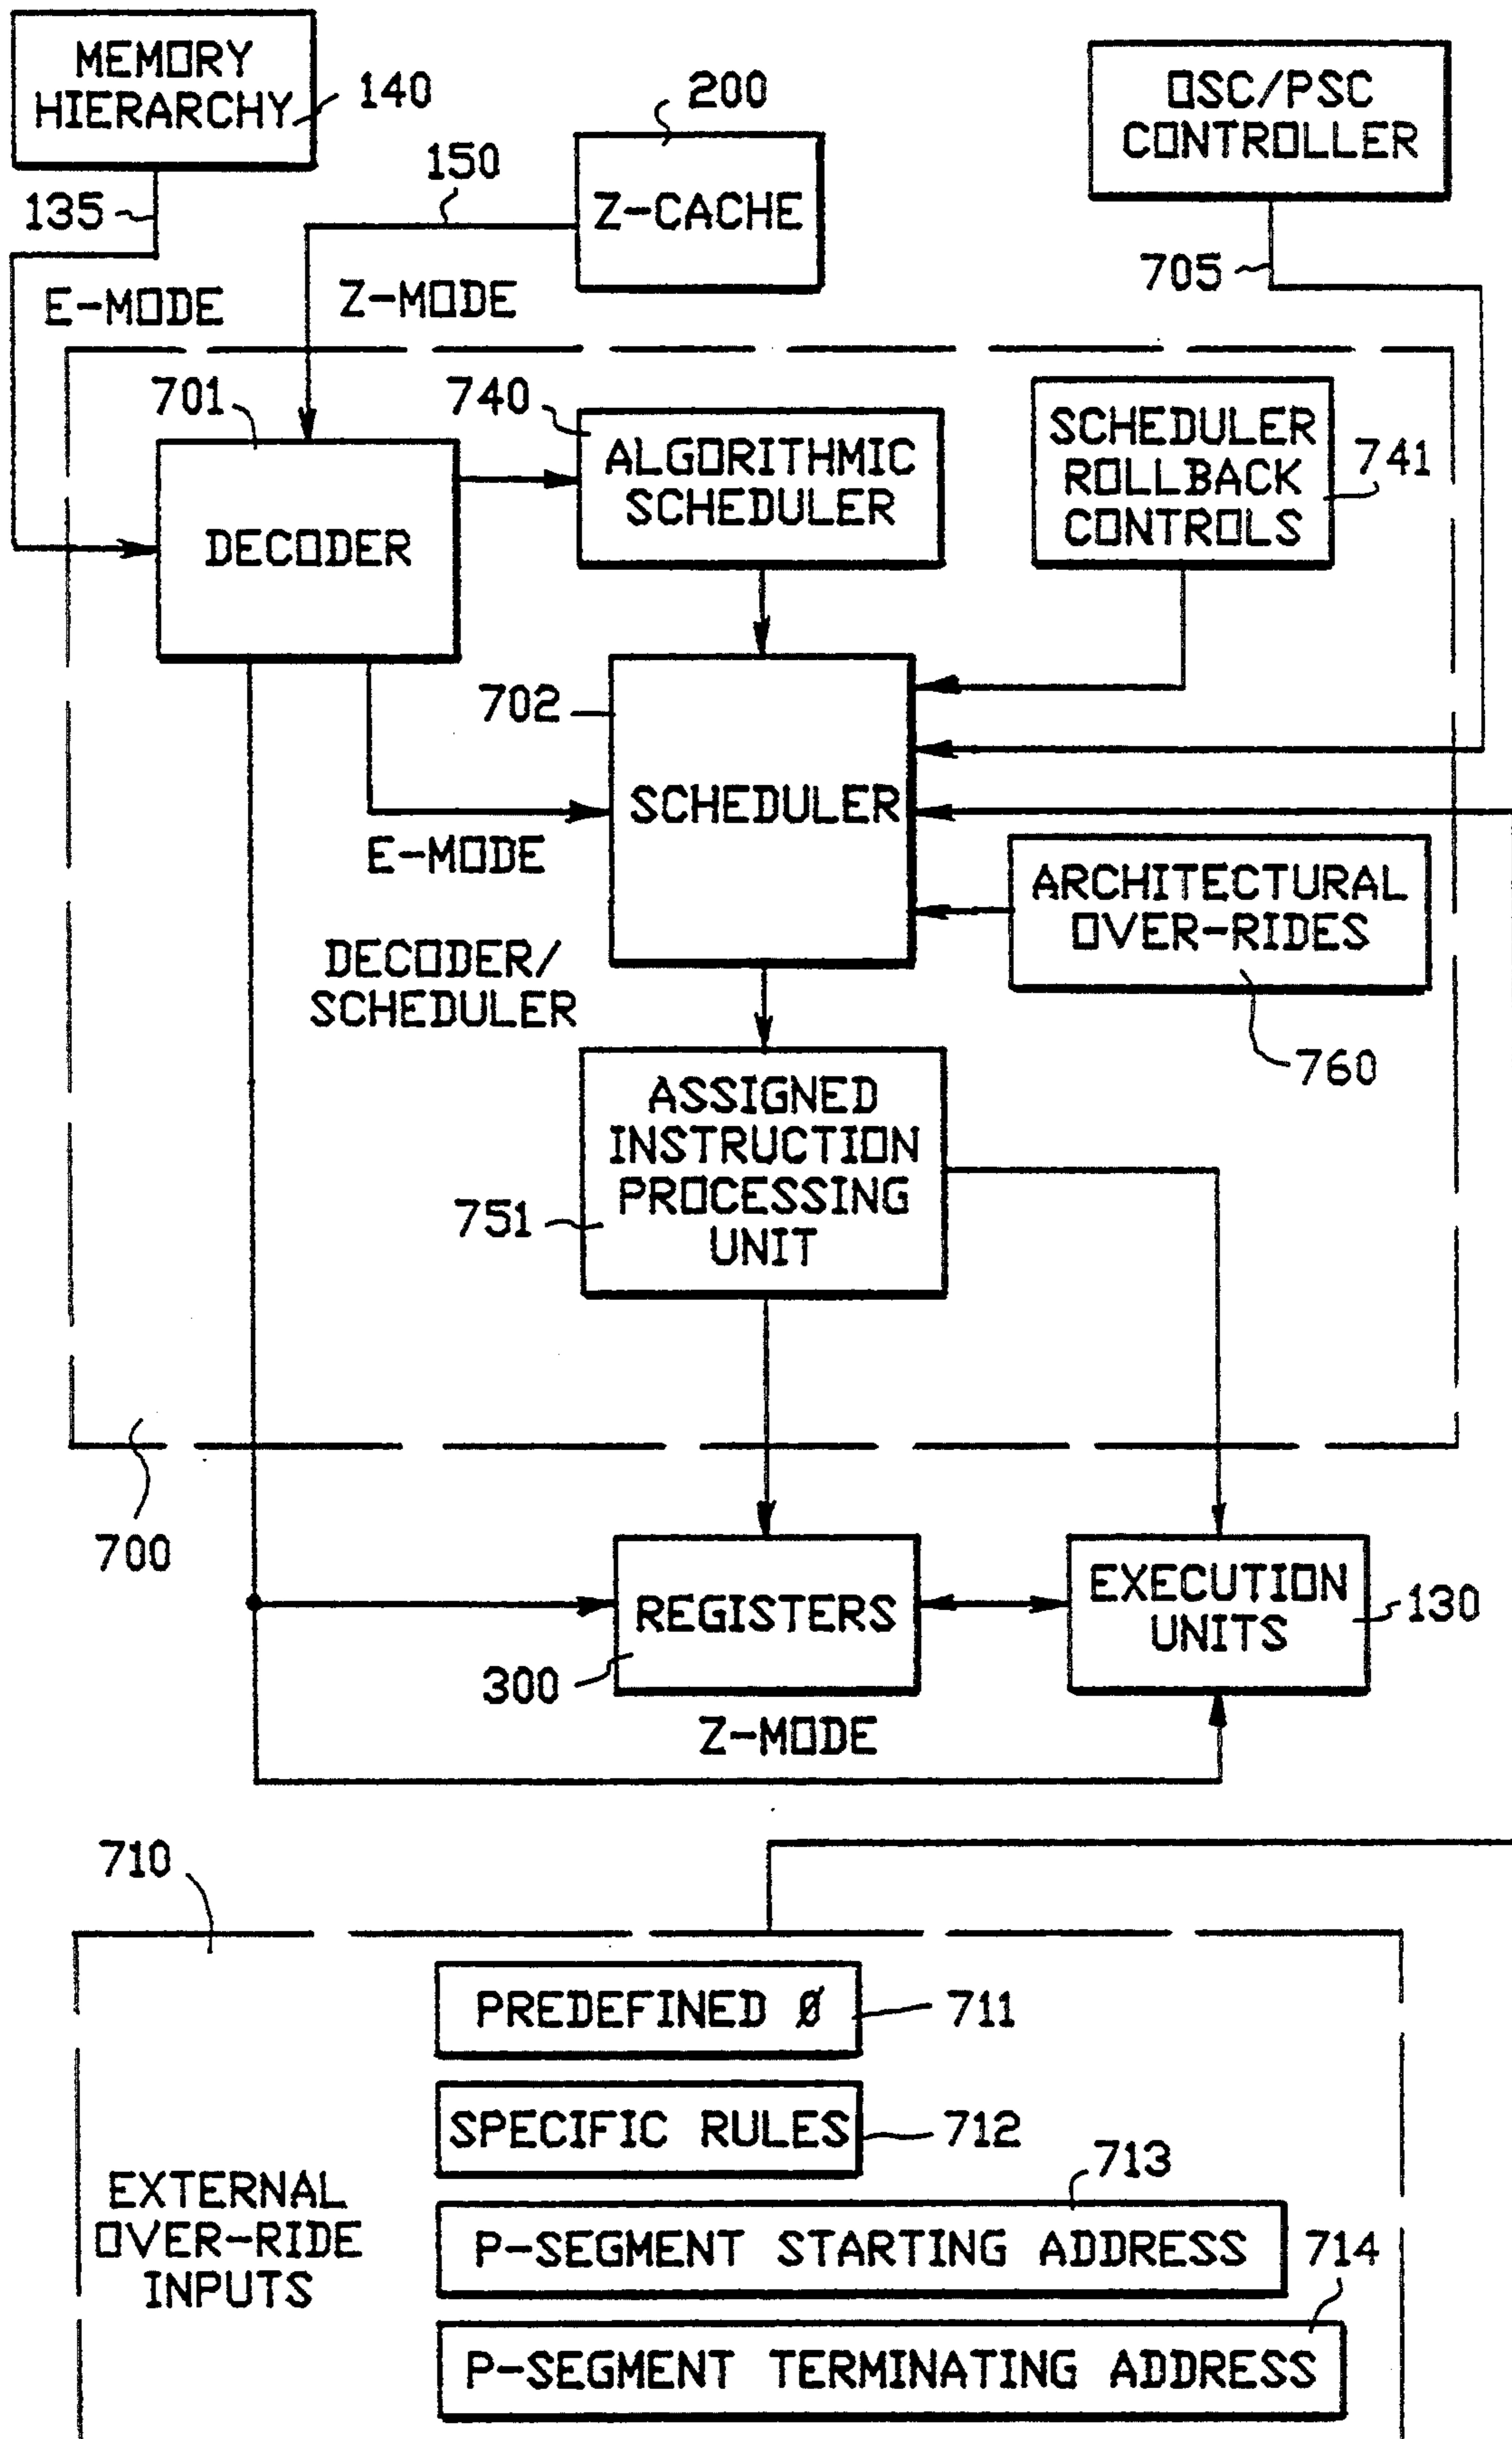 MEMORY
HIERARCHY
140
200
OSC/PSC
CONTROLLER
135
150
Z-CACHE
705
E-MODE
Z-MODE
701
740
ALGORITHMIC
SCHEDULER
SCHEDULER
ROLLBACK
CONTROLS
741
DECODER
702
SCHEDULER
E-MODE
ARCHITECTURAL
OVER-RIDES
760
DECODER/
SCHEDULER
ASSIGNED
INSTRUCTION
PROCESSING
UNIT
751
700
REGISTERS
300
EXECUTION
UNITS
130
Z-MODE
710
PREDEFINED Ø
711
SPECIFIC RULES
712
713
EXTERNAL
OVER-RIDE
INPUTS
P-SEGMENT STARTING ADDRESS
714
P-SEGMENT TERMINATING ADDRESS